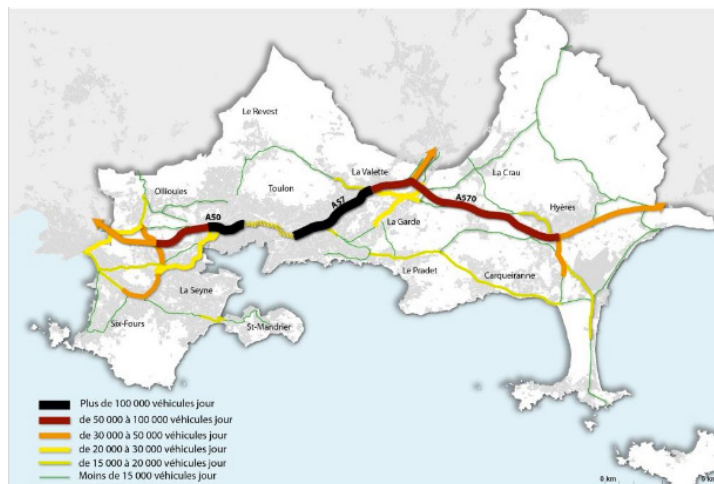 Le Revest
La Valette
La Crau
Ollioules
Toulon
A57
A570
Hyères
A50
La Garde
Le Pradet
Carqueiranne
La Seyne
Six-Fours
St-Mandrier
Plus de 100 000 véhicules jour
de 50 000 à 100 000 véhicules jour
de 30 000 à 50 000 véhicules jour
de 20 000 à 30 000 véhicules jour
de 15 000 à 20 000 véhicules jour
Moins de 15 000 véhicules jour
0 km
9 km